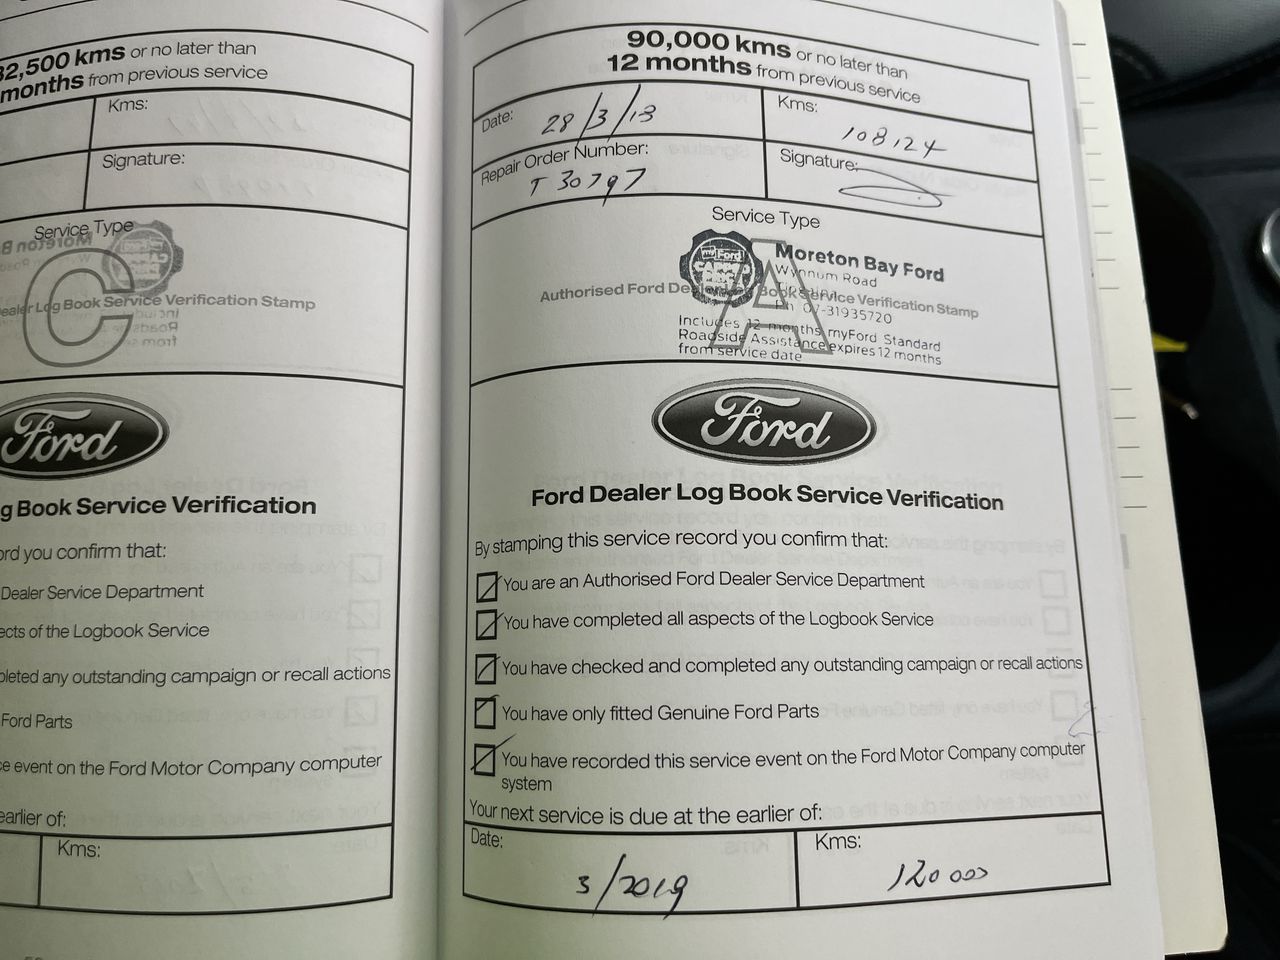 32,500 kms or no later than
months from previous service
Kms:
Signature:
Service Type
C
ealer Log Book Service Verification Stamp
Ford
g Book Service Verification
ord you confirm that:
Dealer Service Department
ects of the Logbook Service
pleted any outstanding campaign or recall actions
Ford Parts
ce event on the Ford Motor Company computer
earlier of:
Kms:
90,000 kms or no later than
12 months from previous service
Date: 28/3/18
Kms: 108124
Repair Order Number: T 30797
Signature:
Service Type
A
Authorised Ford Dealer Log Book Service Verification Stamp
myFord
Moreton Bay Ford
Wynnum Road
Ph 07-31935720
Includes 12 months myFord Standard
Roadside Assistance expires 12 months
from service date
Ford
Ford Dealer Log Book Service Verification
By stamping this service record you confirm that:
You are an Authorised Ford Dealer Service Department
You have completed all aspects of the Logbook Service
You have checked and completed any outstanding campaign or recall actions
You have only fitted Genuine Ford Parts
You have recorded this service event on the Ford Motor Company computer
system
Your next service is due at the earlier of:
Date: 3/2019
Kms: 120000